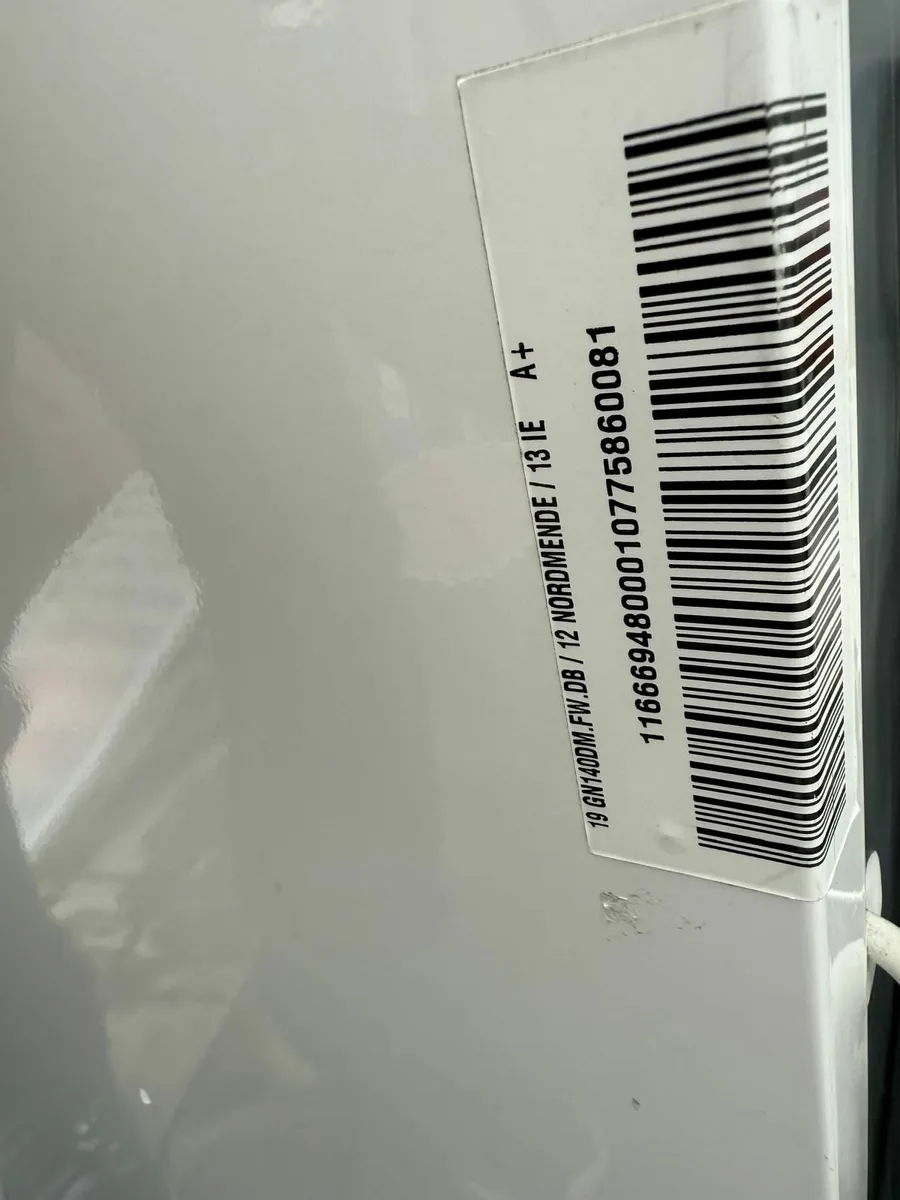 19 GN140DM.FW.DB / 12 NORDMENDE / 13 IE A+
1166694800010775860081